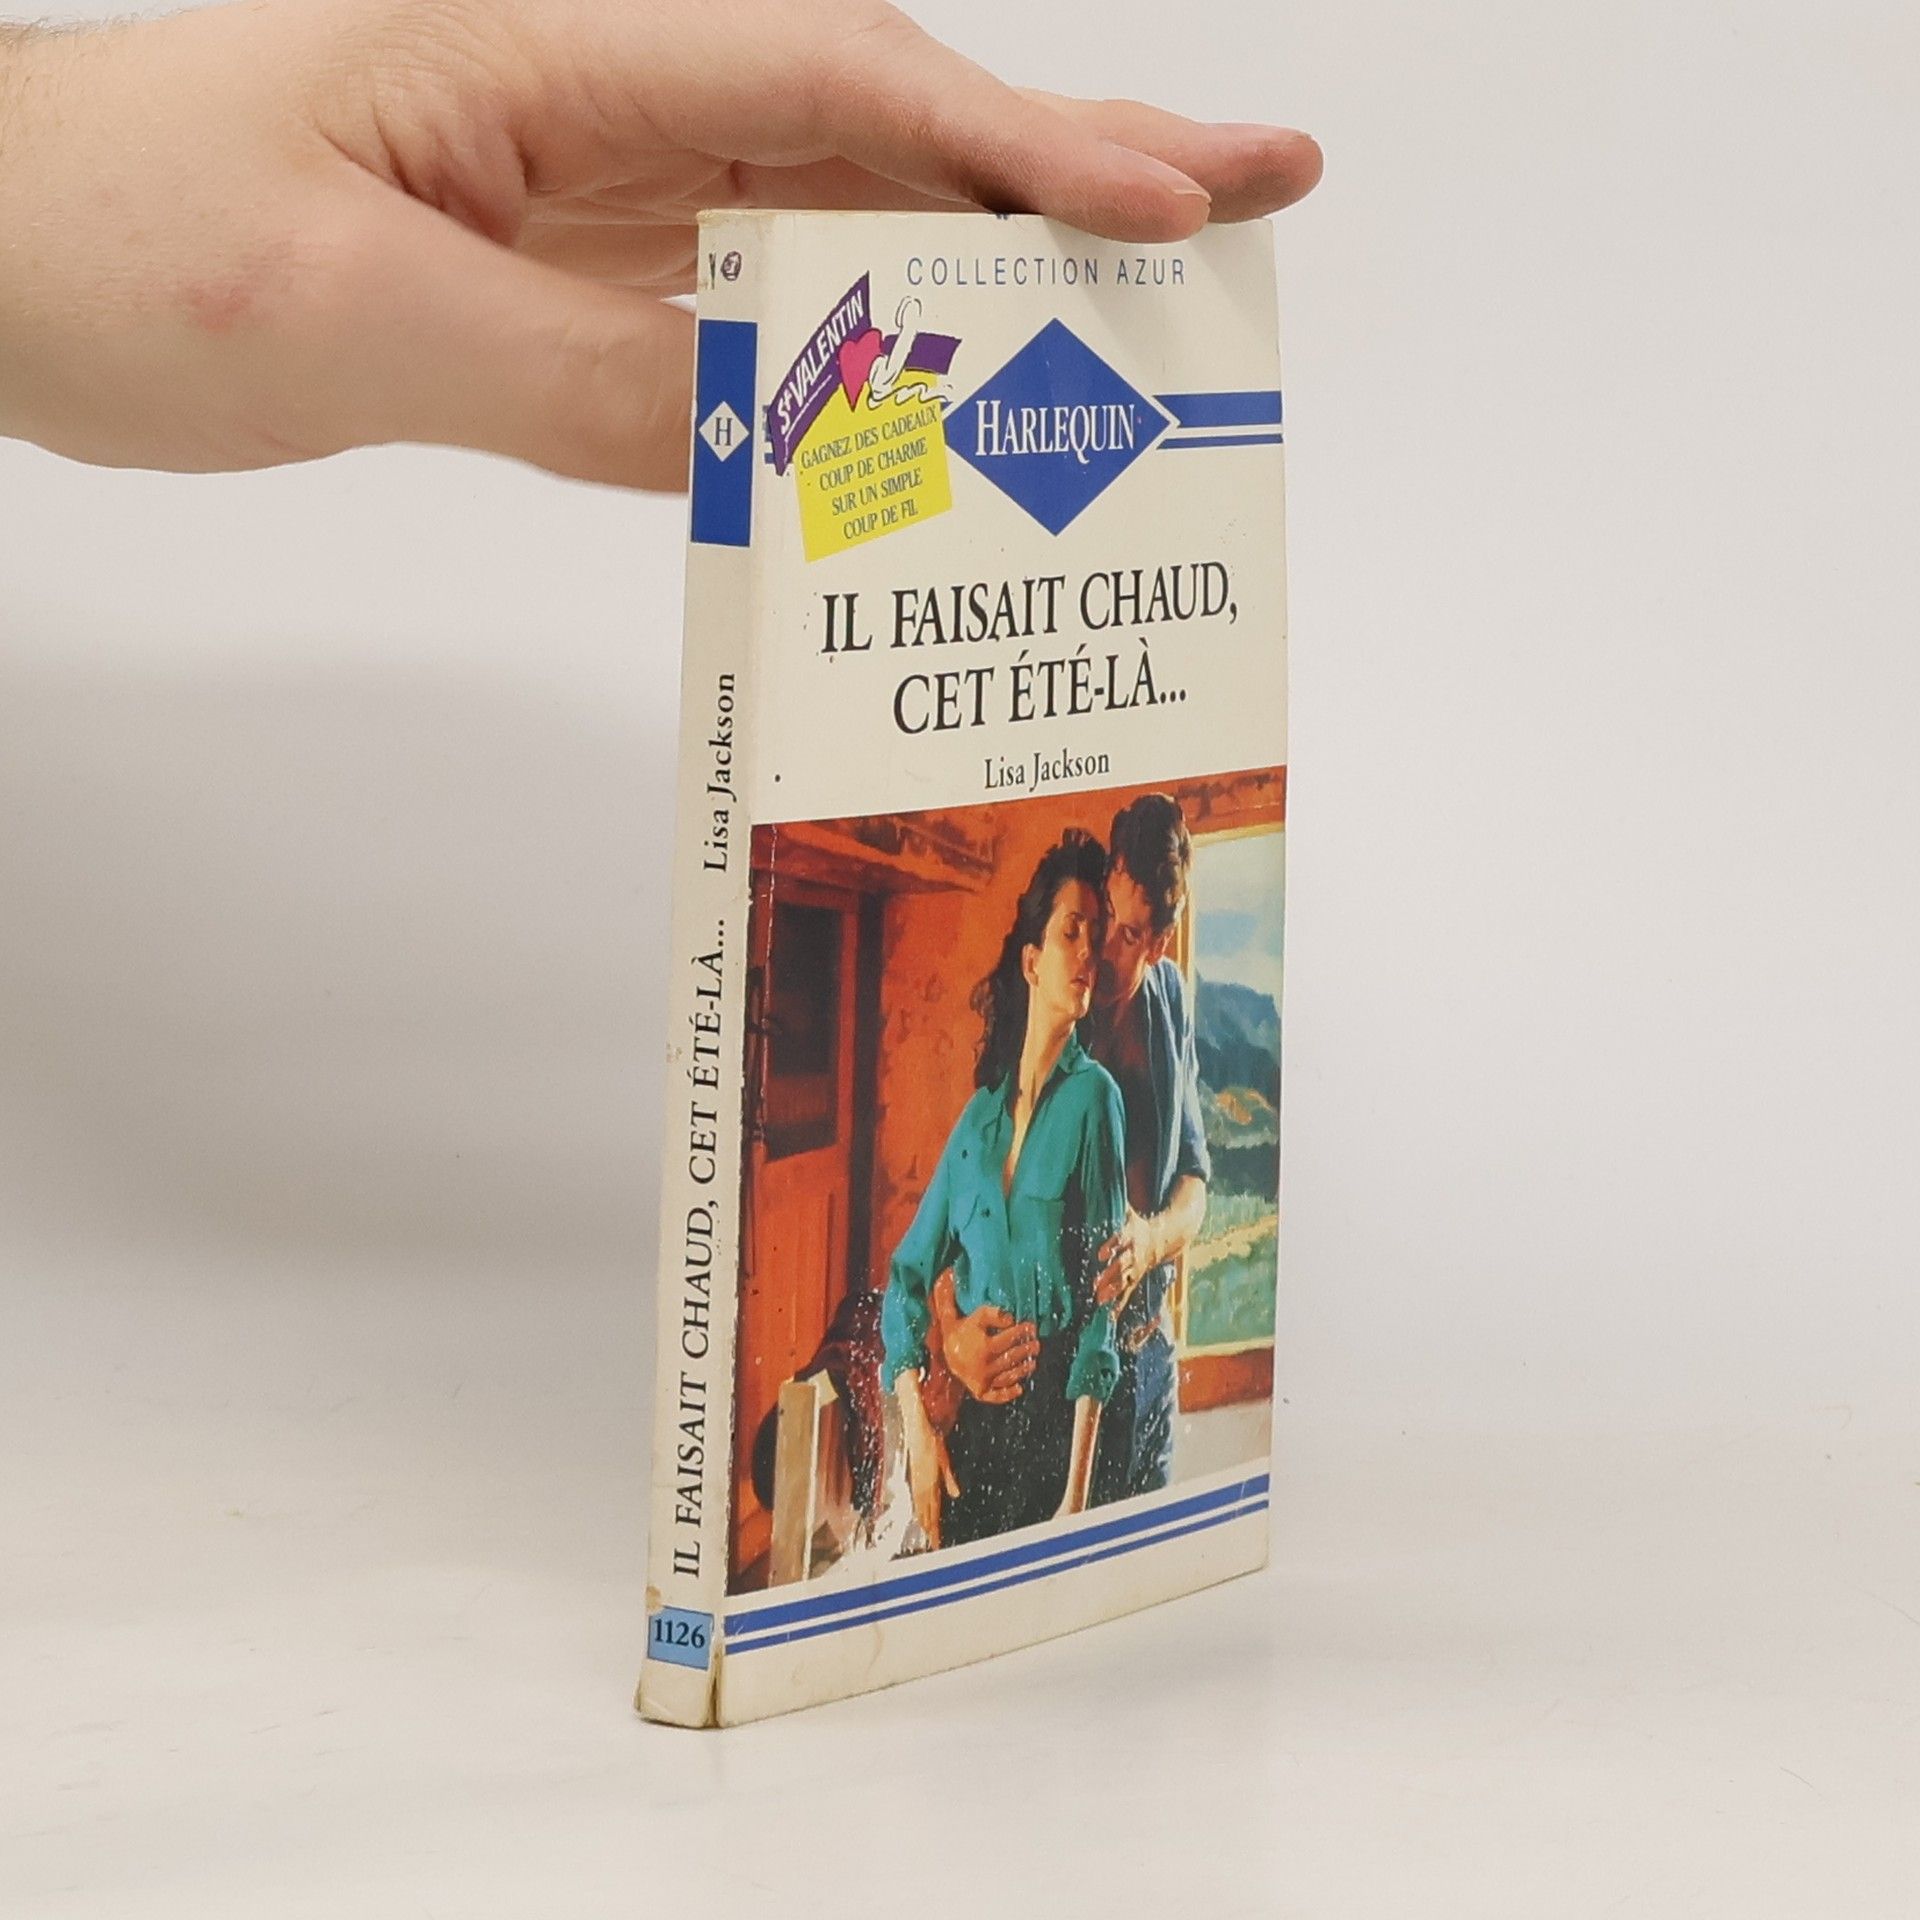 COLLECTION AZUR
St VALENTIN
GAGNEZ DES CADEAUX
COUP DE CHARME
SUR UN SIMPLE
COUP DE FIL
HARLEQUIN
IL FAISAIT CHAUD,
CET ÉTÉ-LÀ...
Lisa Jackson
H
IL FAISAIT CHAUD, CET ÉTÉ-LÀ... Lisa Jackson
1126